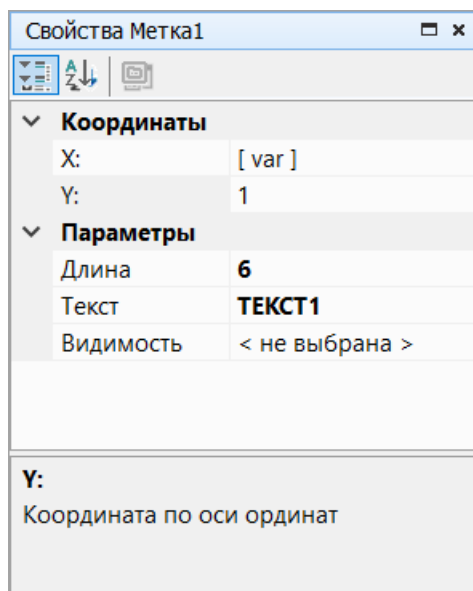 Свойства Метка1
Координаты
X: [ var ]
Y: 1
Параметры
Длина 6
Текст ТЕКСТ1
Видимость < не выбрана >
Y:
Координата по оси ординат